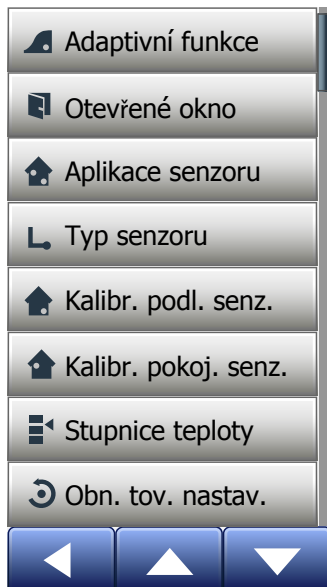 Adaptivní funkce
Otevřené okno
Aplikace senzoru
Typ senzoru
Kalibr. podl. senz.
Kalibr. pokoj. senz.
Stupnice teploty
Obn. tov. nastav.